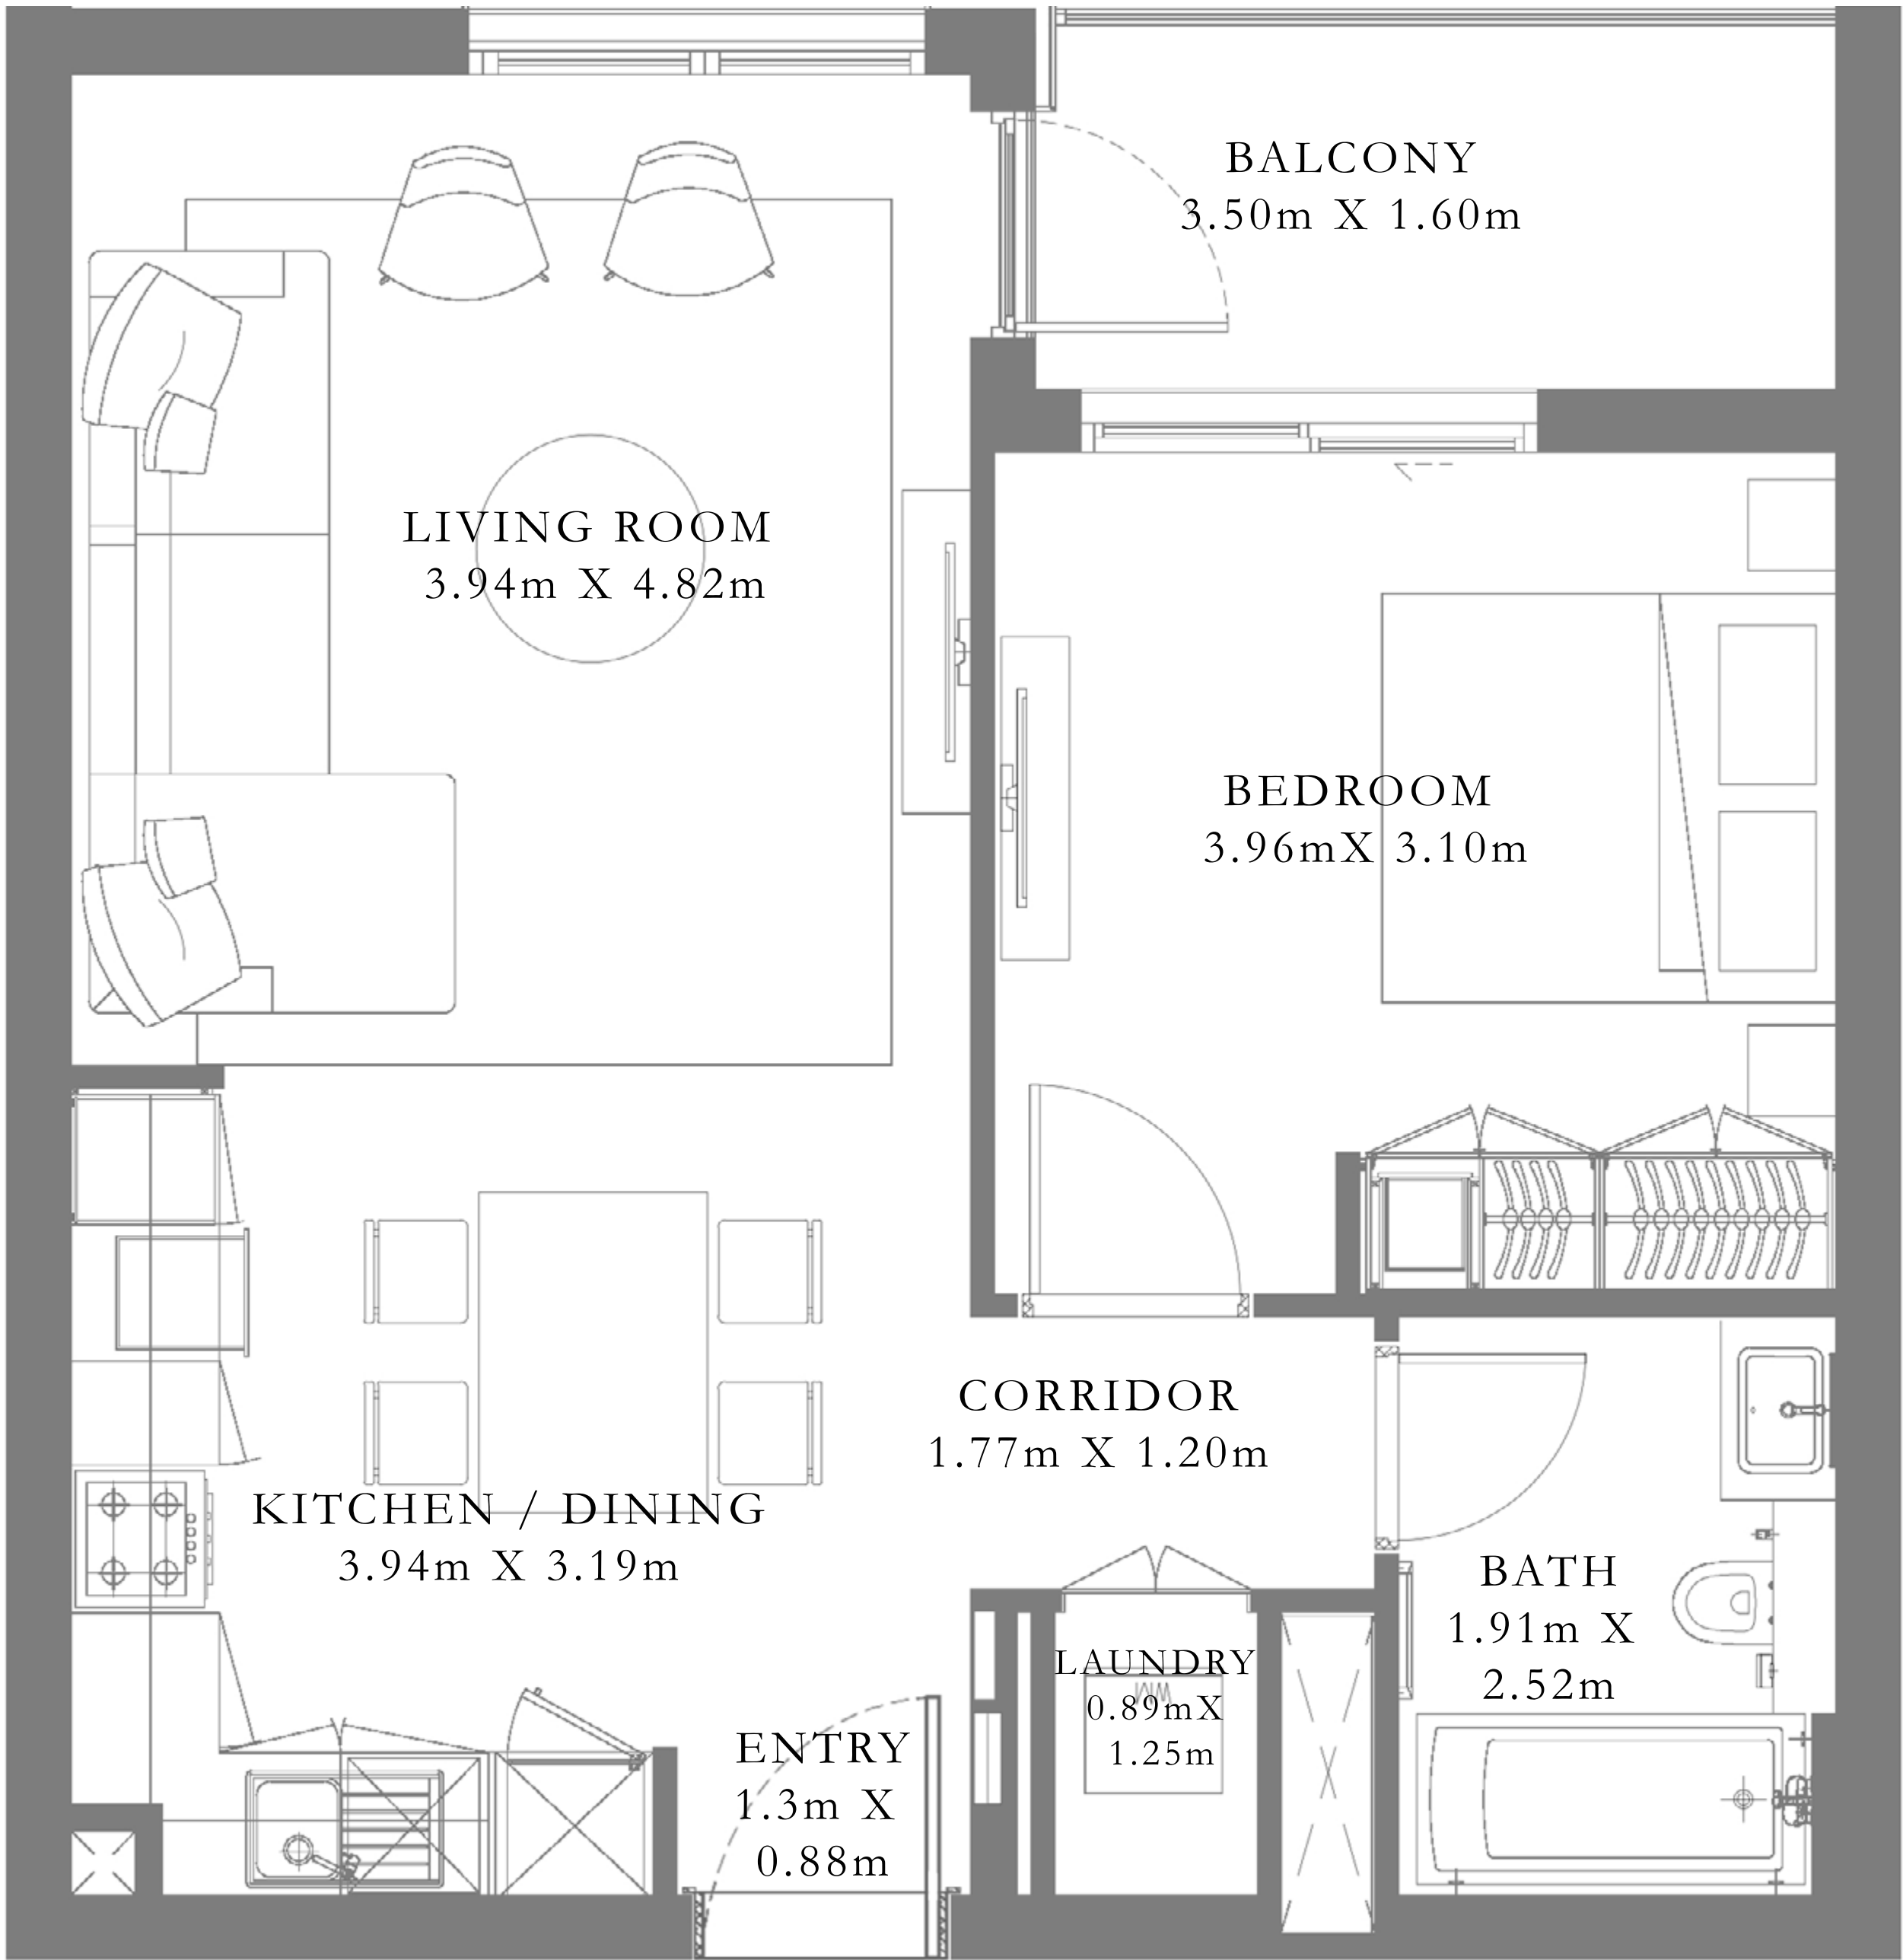 BALCONY
3.50m X 1.60m
LIVING ROOM
3.94m X 4.82m
BEDROOM
3.96mX 3.10m
CORRIDOR
1.77m X 1.20m
KITCHEN / DINING
3.94m X 3.19m
BATH
1.91m X
2.52m
LAUNDRY
WM
0.89mX
1.25m
ENTRY
1.3m X
0.88m